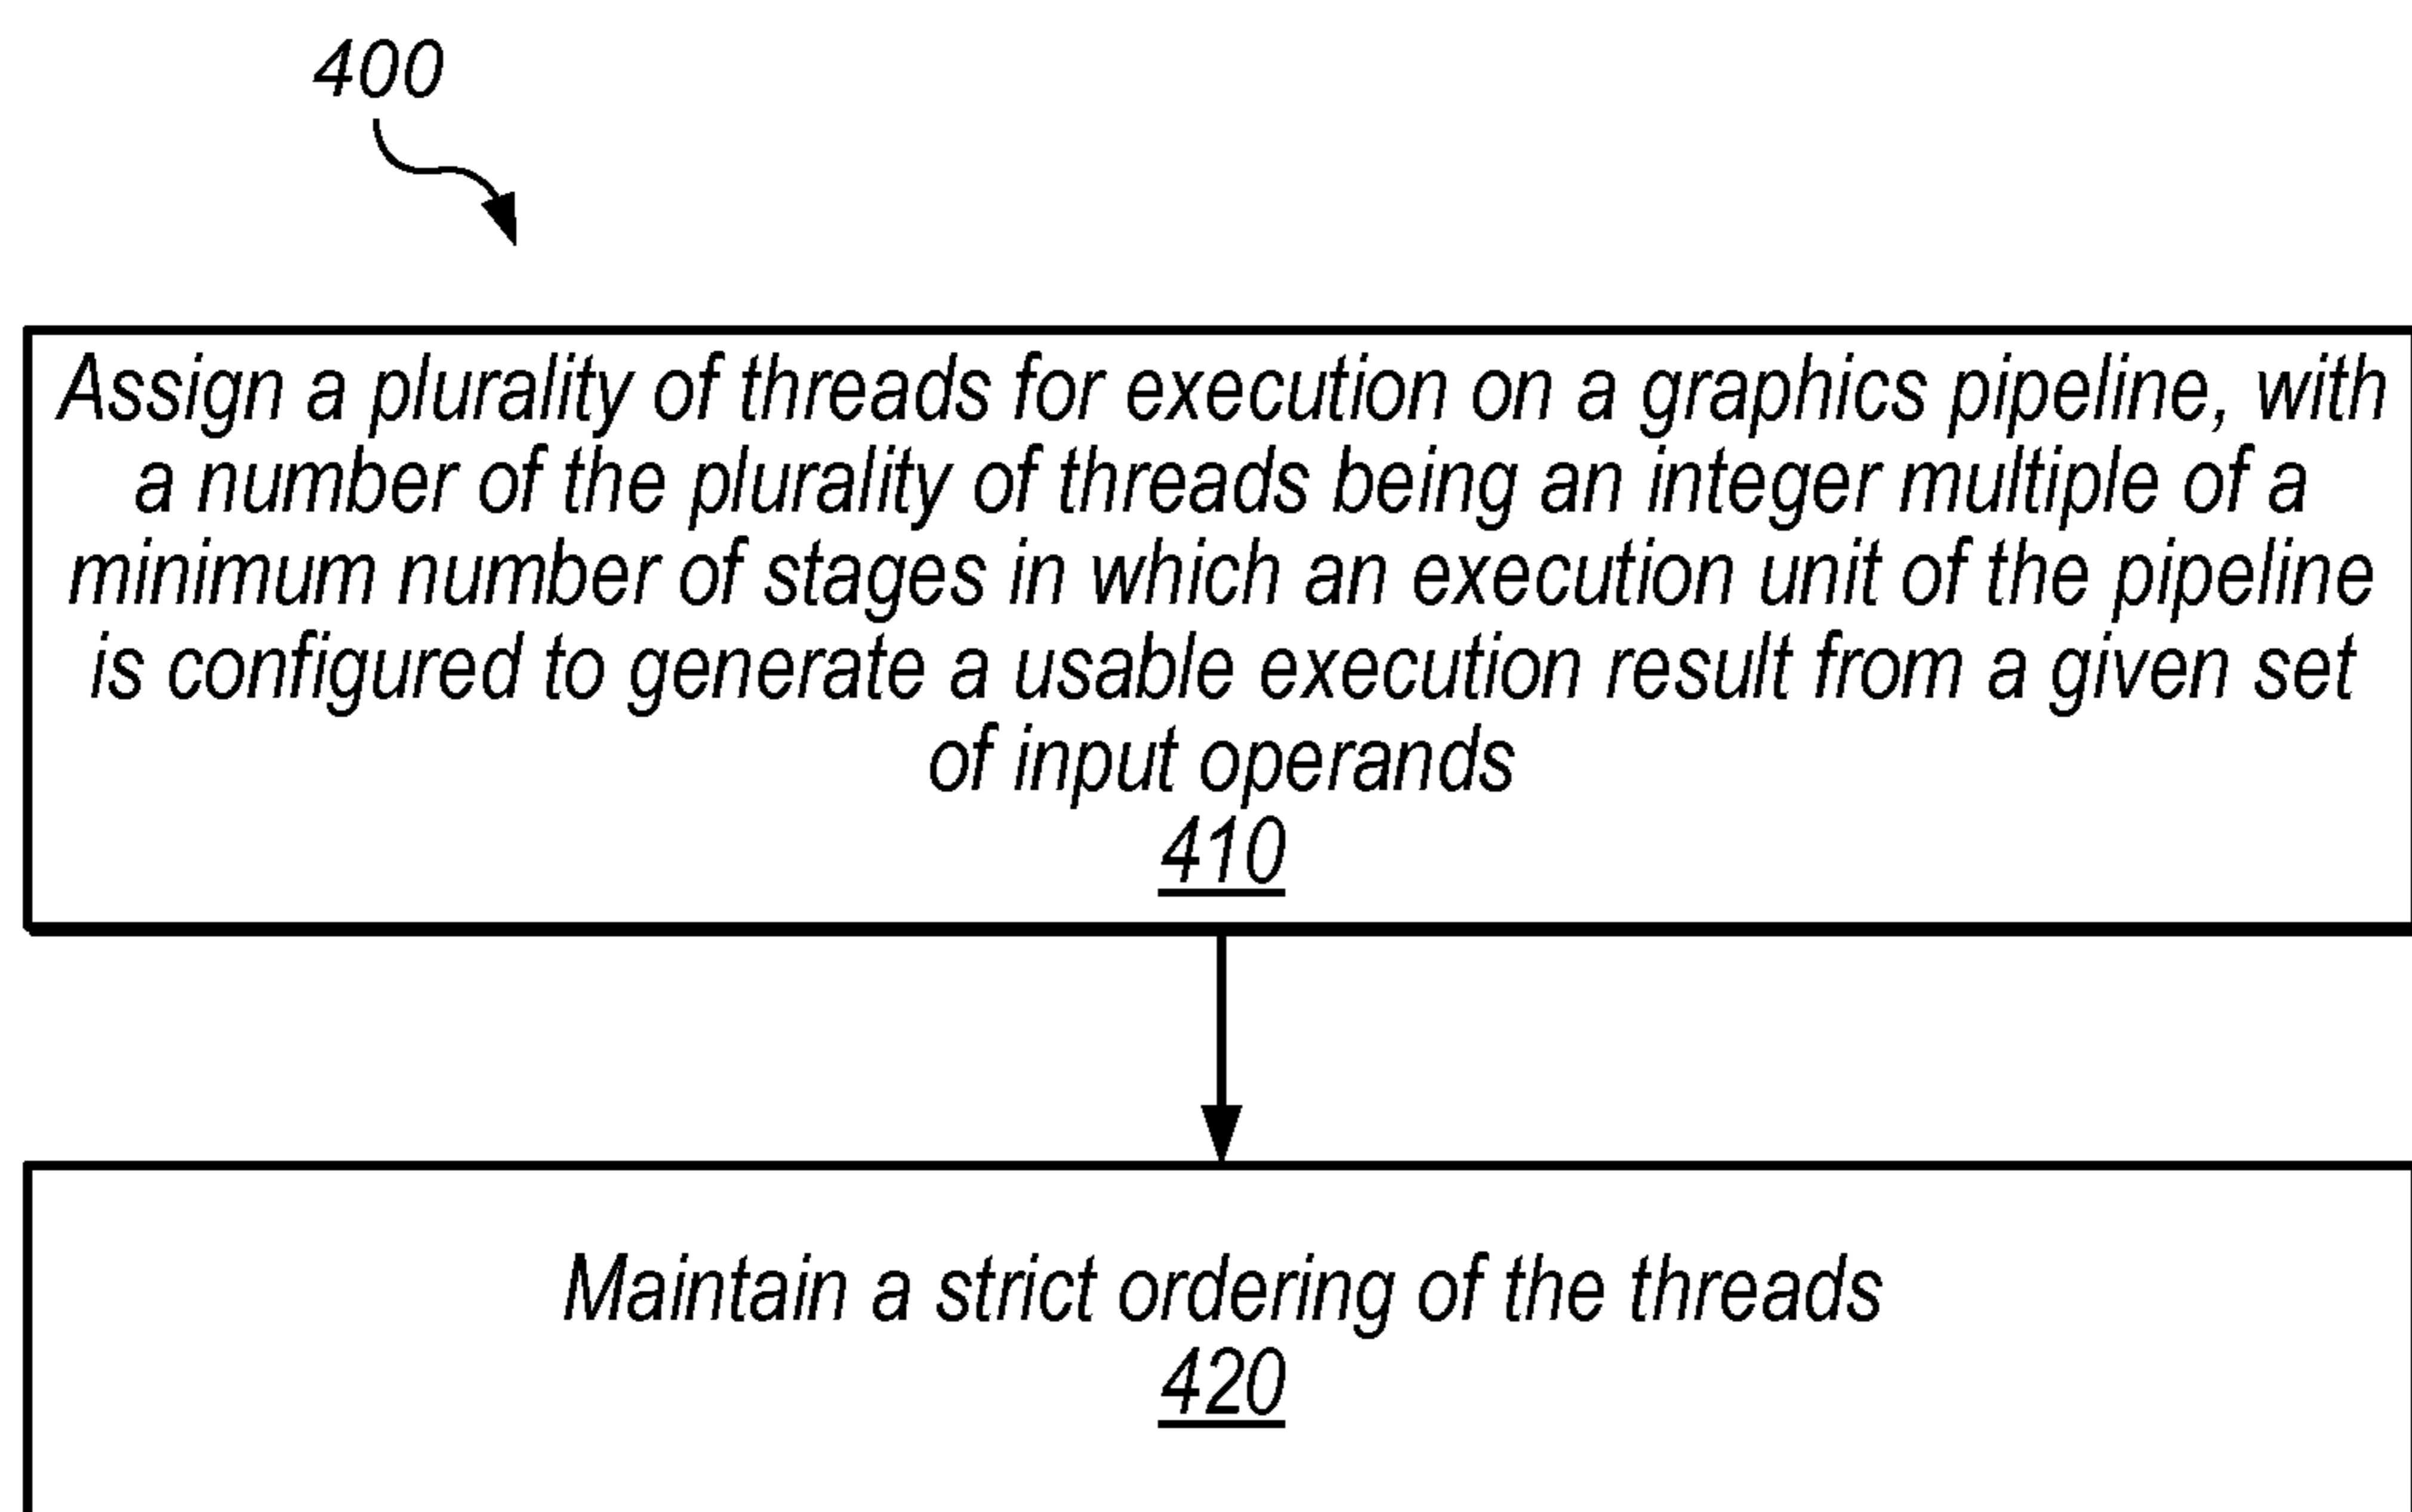 400
Assign a plurality of threads for execution on a graphics pipeline, with
a number of the plurality of threads being an integer multiple of a
minimum number of stages in which an execution unit of the pipeline
is configured to generate a usable execution result from a given set
of input operands
410
Maintain a strict ordering of the threads
420